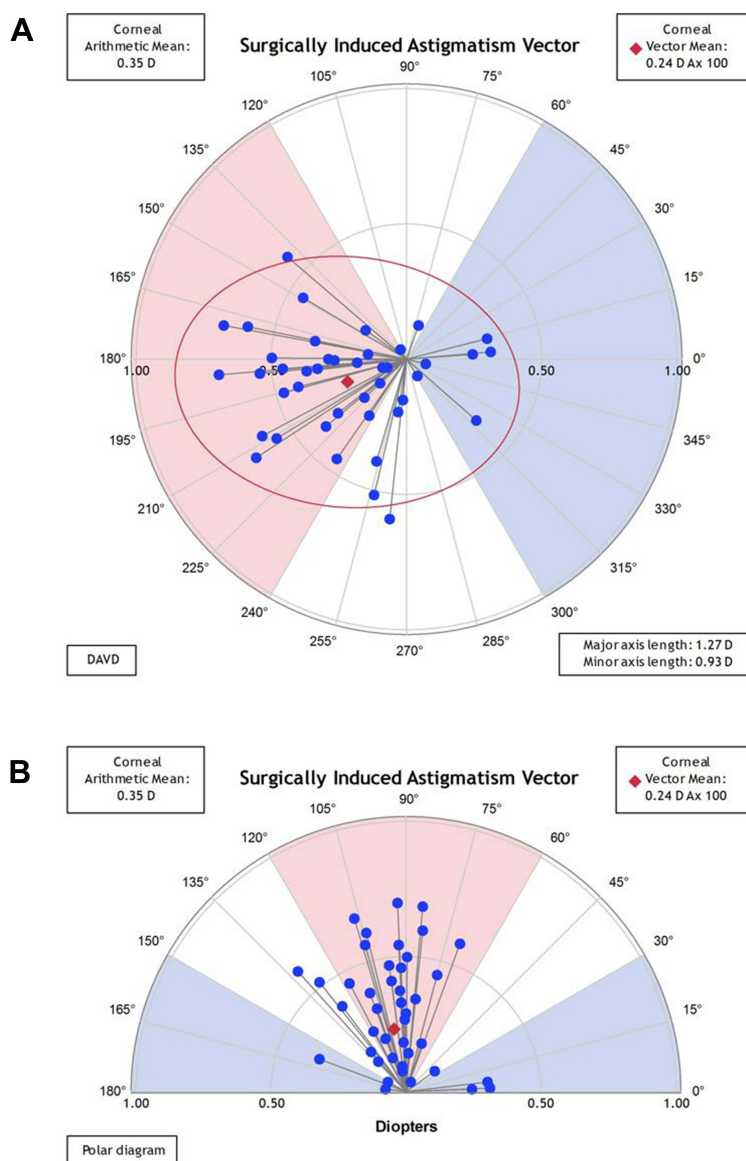 A
Corneal
Arithmetic Mean:
0.35 D
Surgically Induced Astigmatism Vector
Corneal
Vector Mean:
0.24 D Ax 100
90°
105°
75°
120°
60°
135°
45°
150°
30°
165°
15°
180°
0°
1.00
0.50
0.50
1.00
195°
345°
210°
330°
225°
315°
240°
300°
255°
285°
270°
DAVD
Major axis length: 1.27 D
Minor axis length: 0.93 D
B
Corneal
Arithmetic Mean:
0.35 D
Surgically Induced Astigmatism Vector
Corneal
Vector Mean:
0.24 D Ax 100
90°
105°
75°
120°
60°
135°
45°
150°
30°
165°
15°
180°
0°
1.00
0.50
0.50
1.00
Diopters
Polar diagram